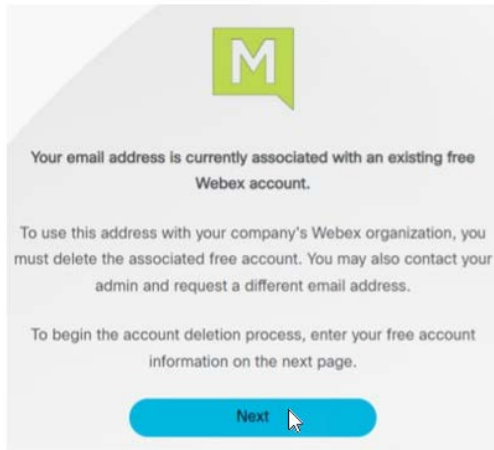 M
Your email address is currently associated with an existing free
Webex account.
To use this address with your company's Webex organization, you
must delete the associated free account. You may also contact your
admin and request a different email address.
To begin the account deletion process, enter your free account
information on the next page.
Next